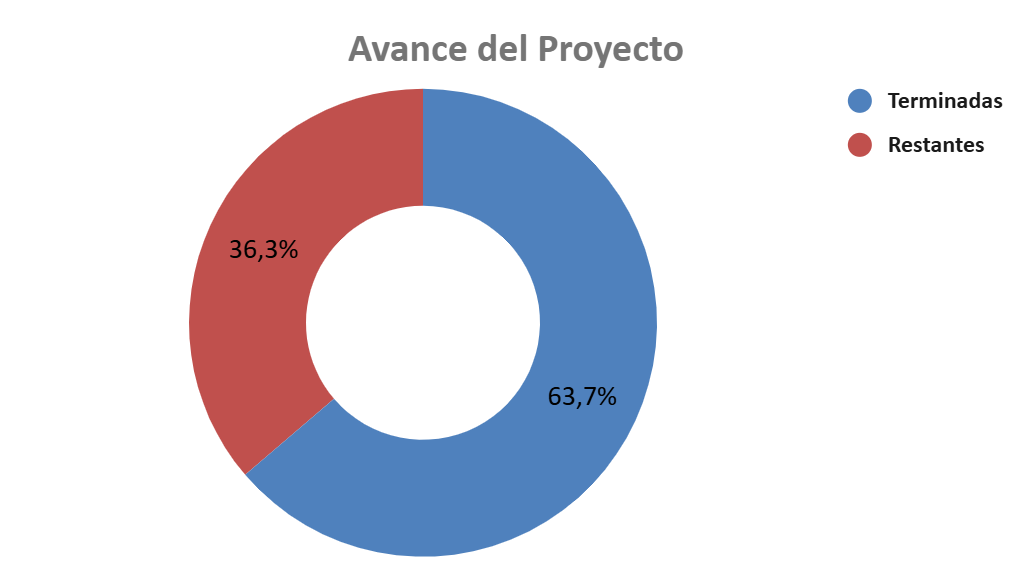 Avance del Proyecto
Terminadas
Restantes
36,3%
63,7%